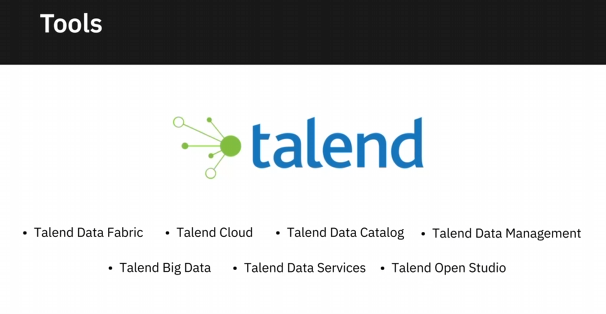 Tools
talend
• Talend Data Fabric • Talend Cloud • Talend Data Catalog • Talend Data Management
• Talend Big Data • Talend Data Services • Talend Open Studio